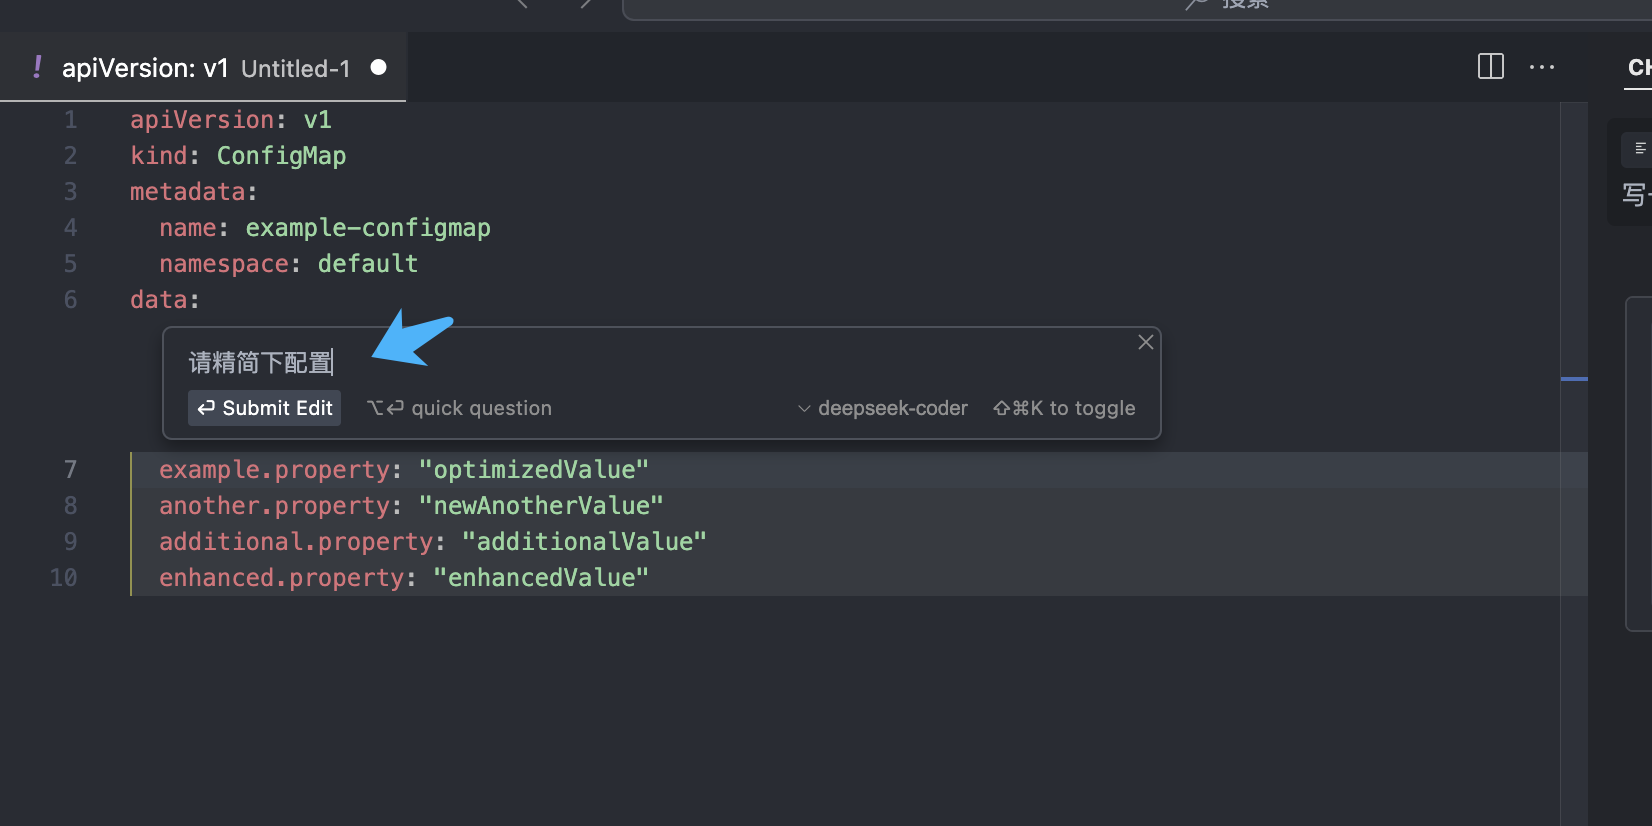 搜索
! apiVersion: v1 Untitled-1
1 apiVersion: v1
2 kind: ConfigMap
3 metadata:
4 name: example-configmap
5 namespace: default
6 data:
请精简下配置
Submit Edit ⌥⏎ quick question deepseek-coder ⇧⌘K to toggle
7 example.property: "optimizedValue"
8 another.property: "newAnotherValue"
9 additional.property: "additionalValue"
10 enhanced.property: "enhancedValue"
CH
写